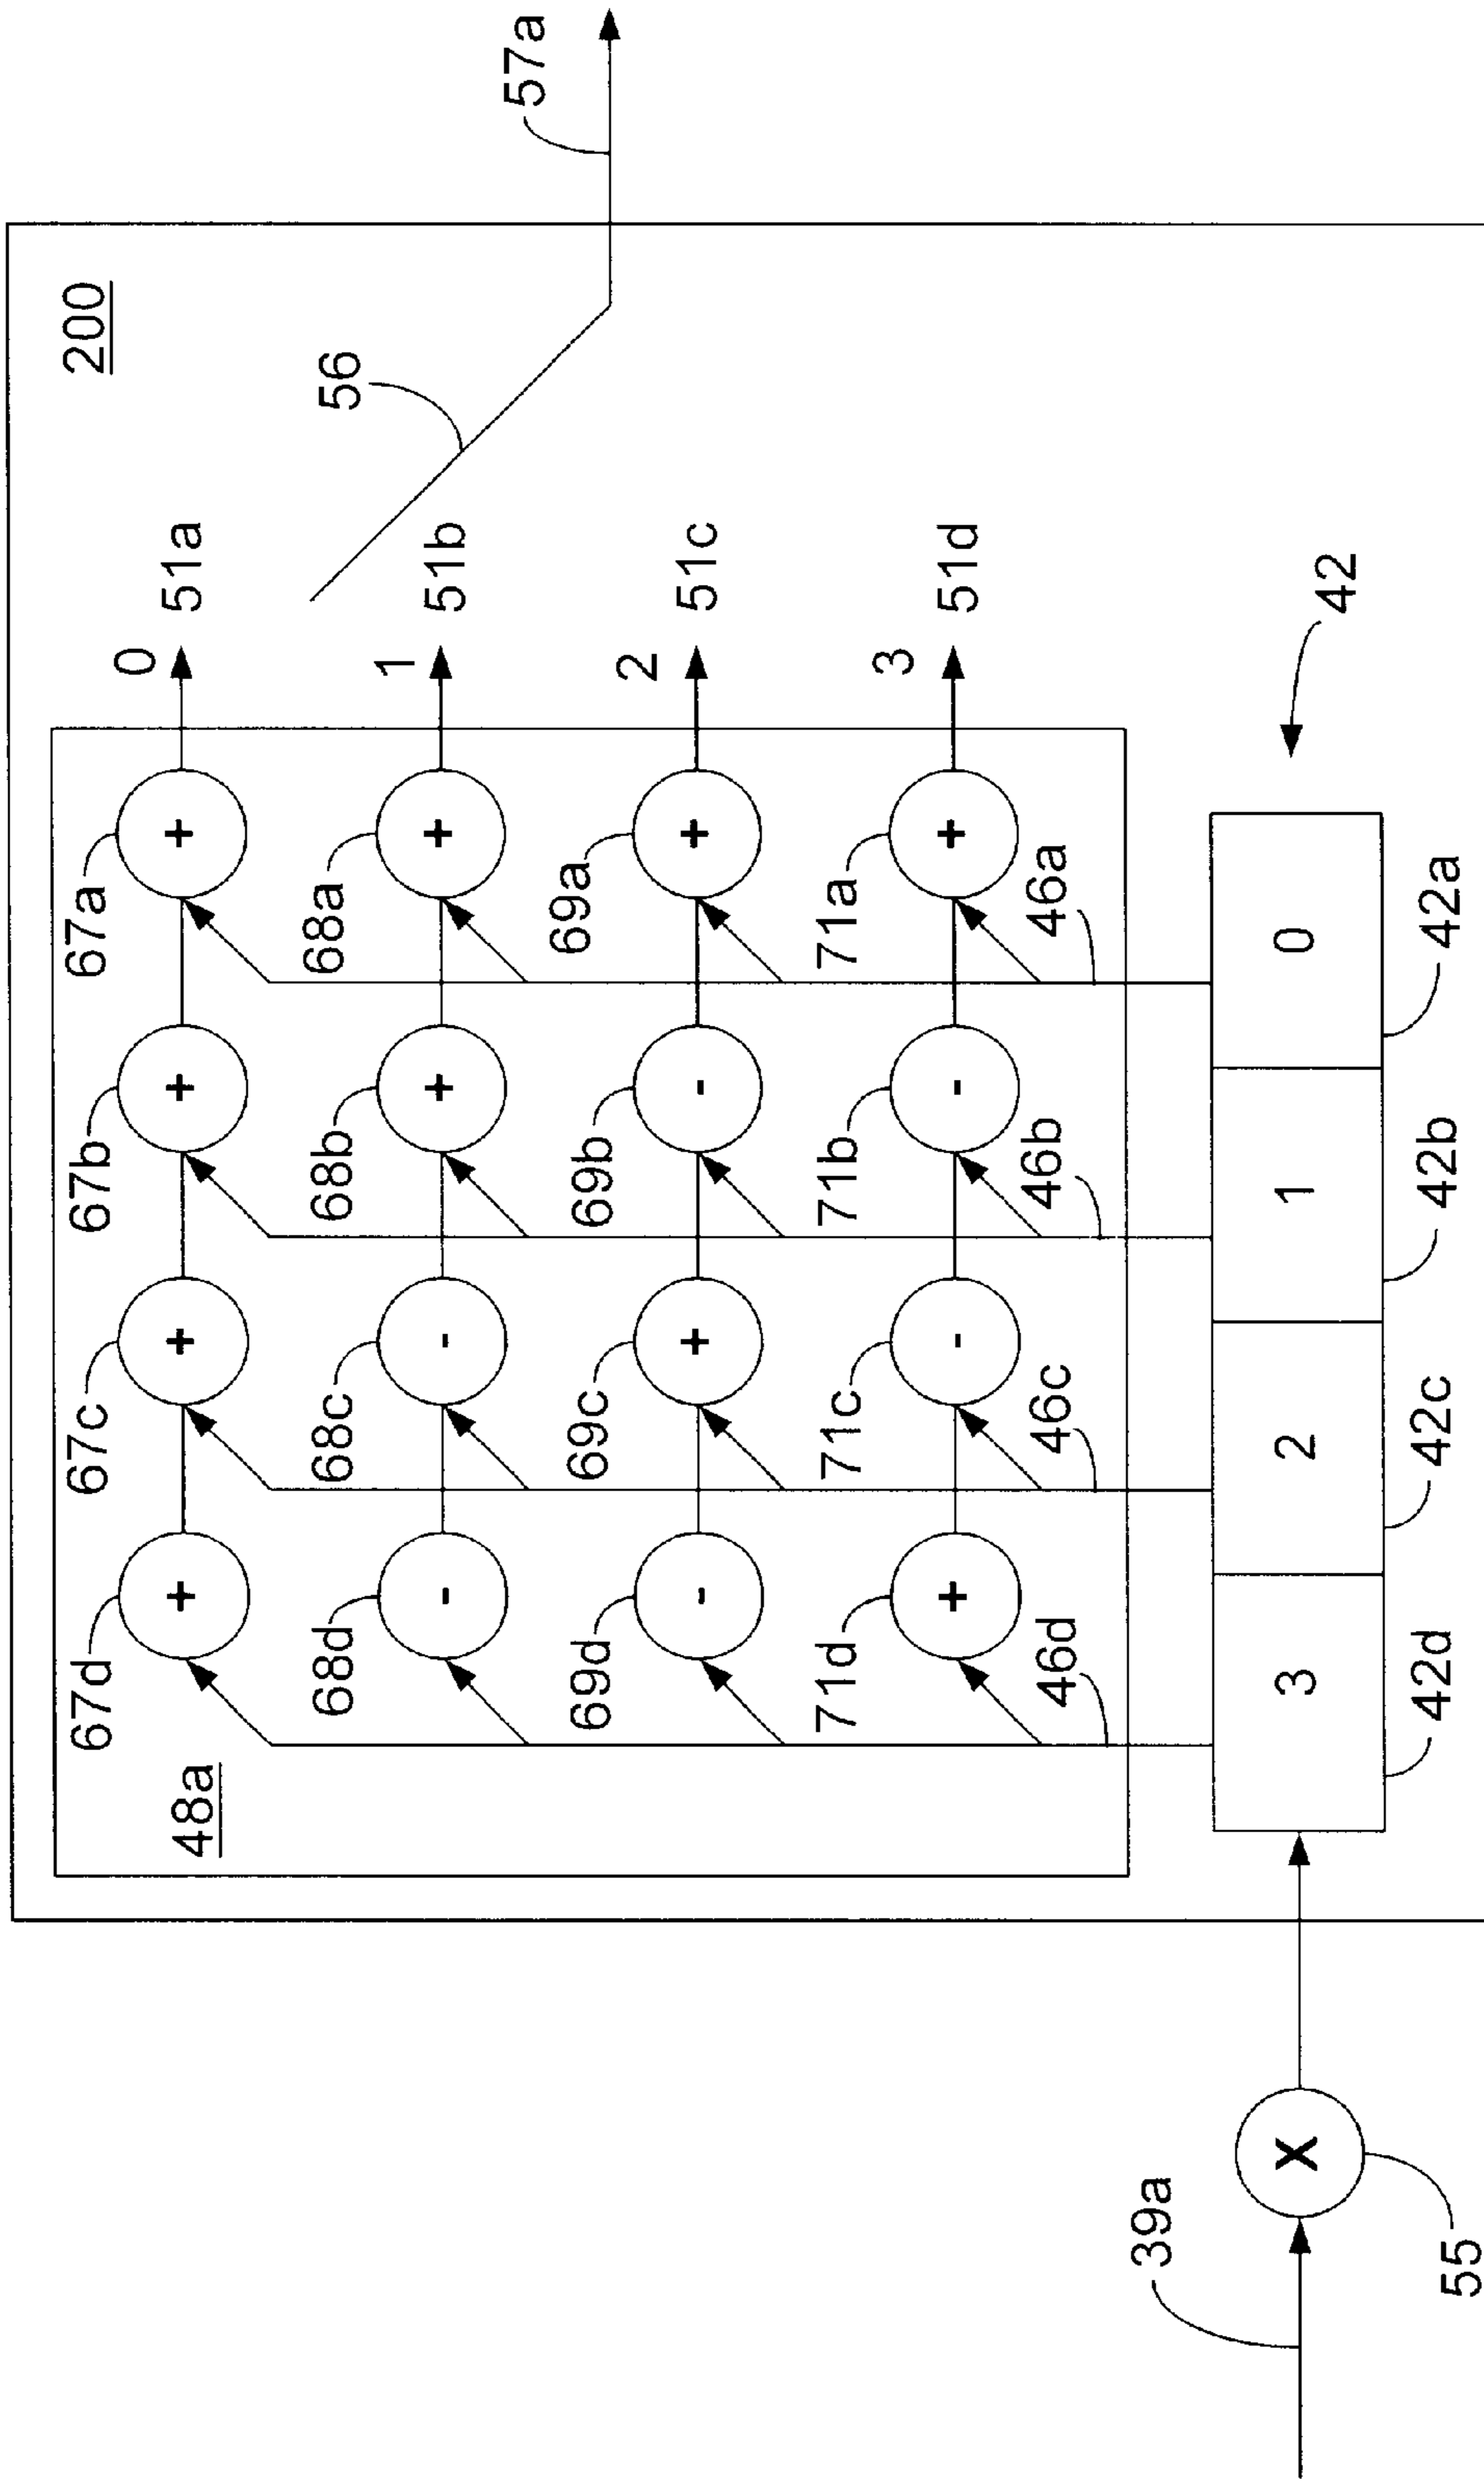 67d 67c 67b 67a 200
0
48a + + + + 51a
68d 68c 68b 68a 56
1
- - + + 51b
57a
69d 69c 69b 69a
2
- + - + 51c
71d 71c 71b 71a
3
+ - - + 51d
46d 46c 46b 46a
39a
X 3 2 1 0 42
55 42d 42c 42b 42a